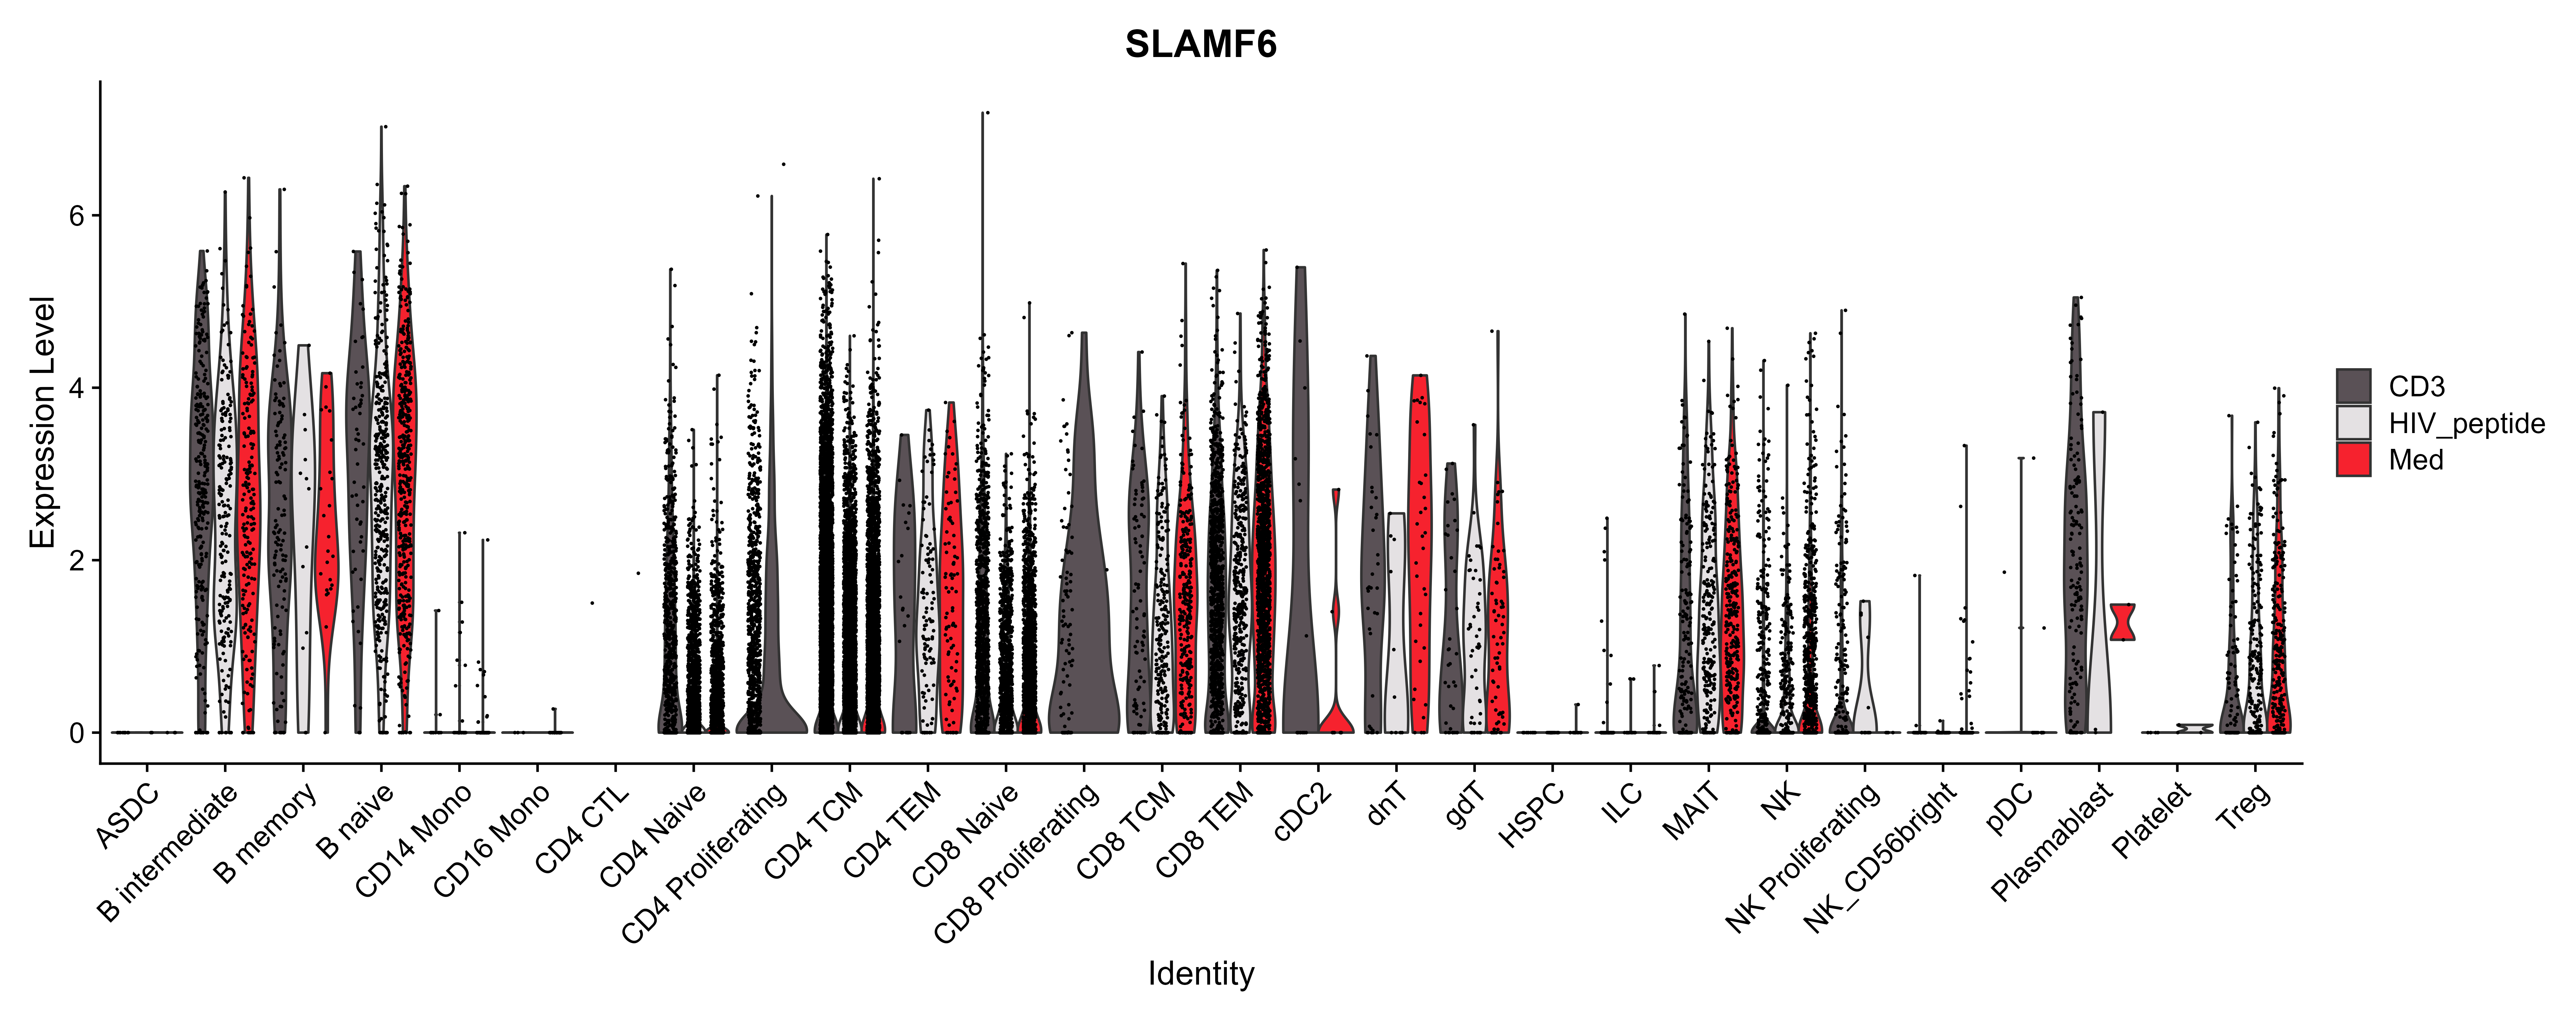 SLAMF6
Expression Level
6
4
2
0
ASDC
B intermediate
B memory
B naive
CD14 Mono
CD16 Mono
CD4 CTL
CD4 Naive
CD4 Proliferating
CD4 TCM
CD4 TEM
CD8 Naive
CD8 Proliferating
CD8 TCM
CD8 TEM
cDC2
dnT
gdT
HSPC
ILC
MAIT
NK
NK Proliferating
NK_CD56bright
pDC
Plasmablast
Platelet
Treg
Identity
CD3
HIV_peptide
Med